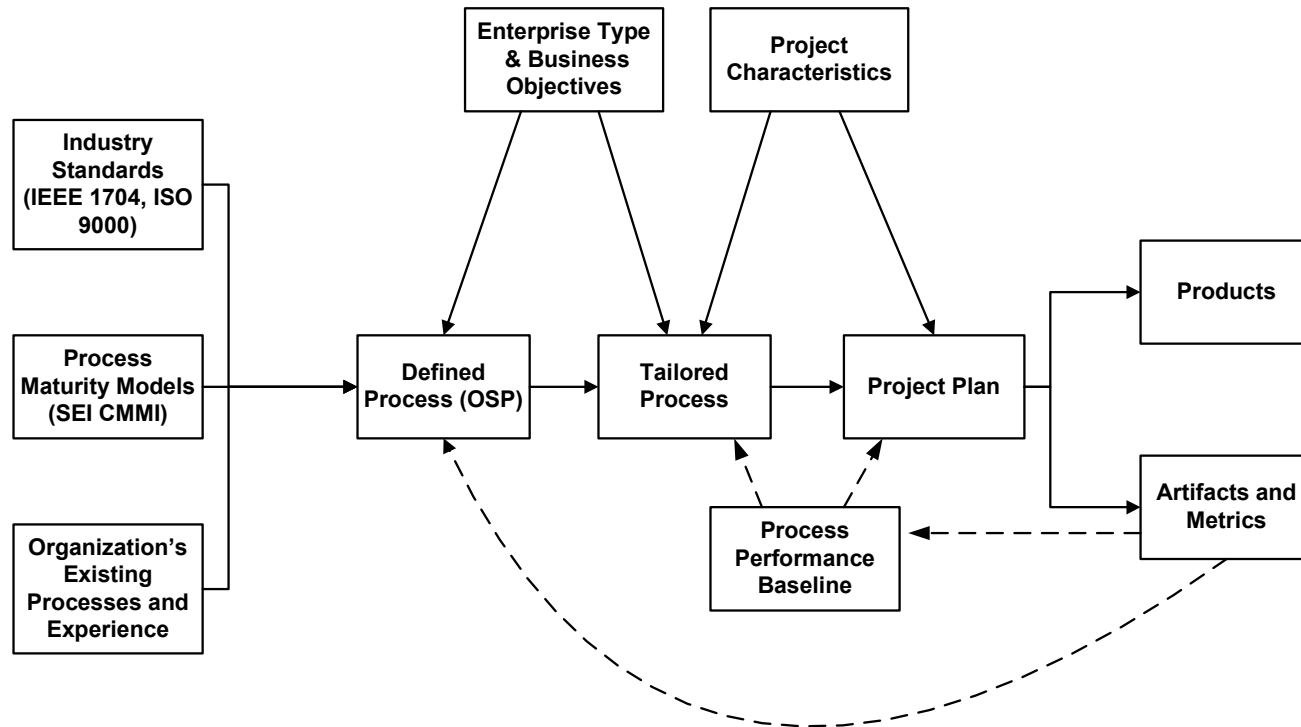 Enterprise Type
& Business
Objectives
Project
Characteristics
Industry
Standards
(IEEE 1704, ISO
9000)
Products
Process
Maturity Models
(SEI CMMI)
Defined
Process (OSP)
Tailored
Process
Project Plan
Artifacts and
Metrics
Process
Performance
Baseline
Organization’s
Existing
Processes and
Experience